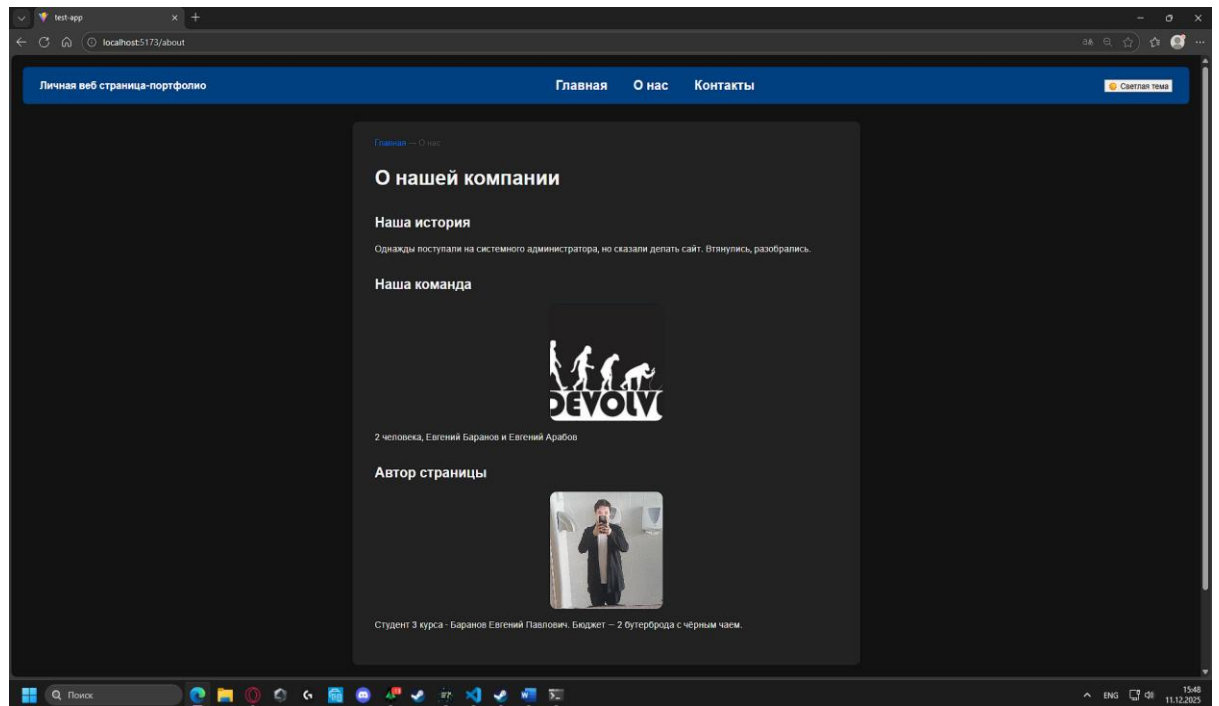 test-app
localhost:5173/about
Личная веб страница-портфолио
Главная
О нас
Контакты
Светлая тема
Главная — О нас
О нашей компании
Наша история
Однажды поступали на системного администратора, но сказали делать сайт. Втянулись, разобрались.
Наша команда
DEVOLV
2 человека, Евгений Баранов и Евгений Арабов
Автор страницы
Студент 3 курса - Баранов Евгений Павлович. Бюджет — 2 бутерброда с чёрным чаем.
Поиск
ENG
15:48
11.12.2025